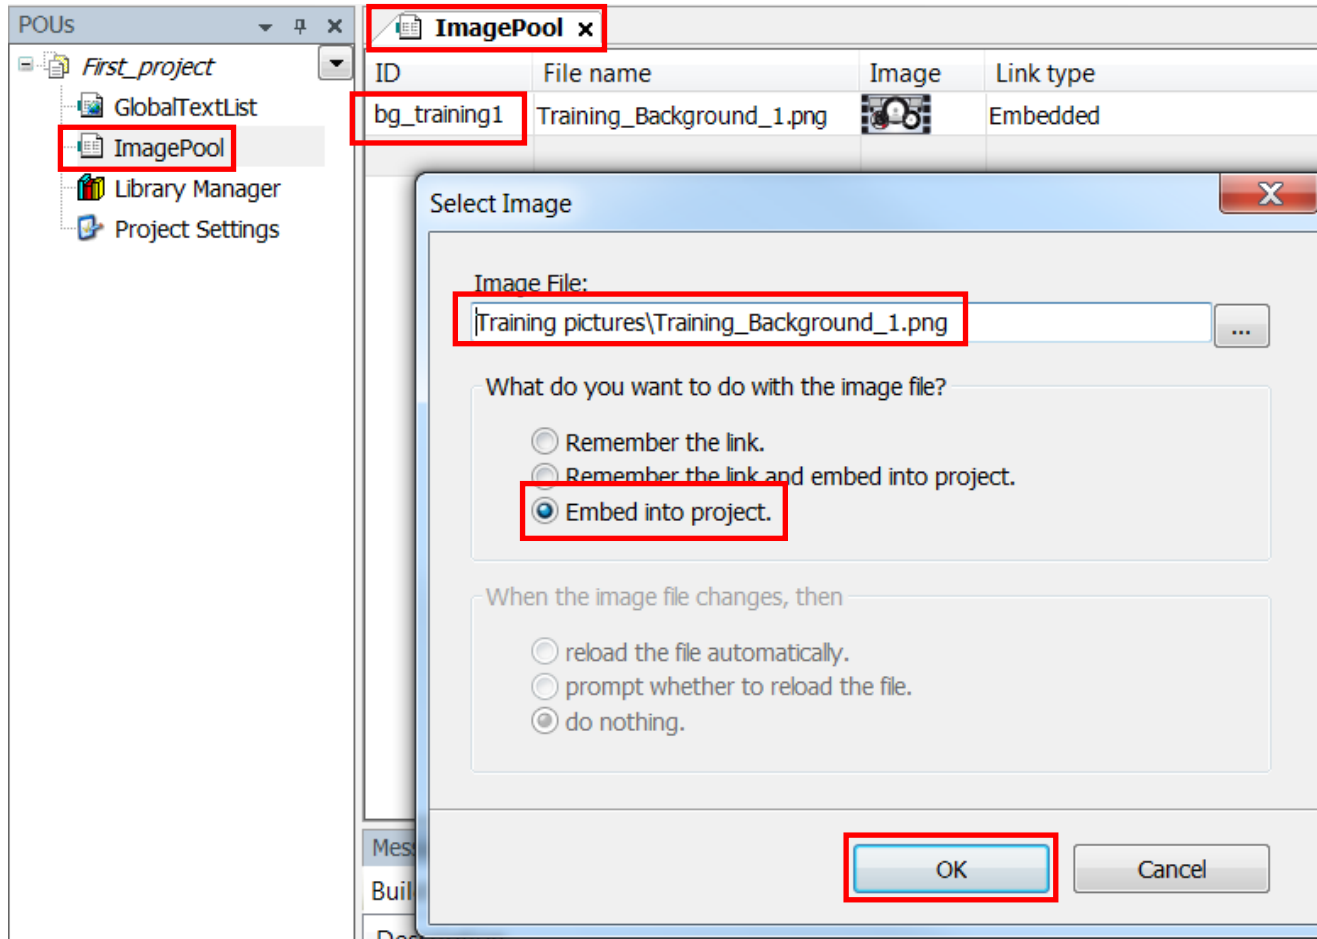 POUs
First_project
GlobalTextList
ImagePool
Library Manager
Project Settings
ImagePool
ID File name Image Link type
bg_training1 Training_Background_1.png Embedded
Select Image
Image File:
Training pictures\Training_Background_1.png
...
What do you want to do with the image file?
Remember the link.
Remember the link and embed into project.
Embed into project.
When the image file changes, then
reload the file automatically.
prompt whether to reload the file.
do nothing.
OK Cancel